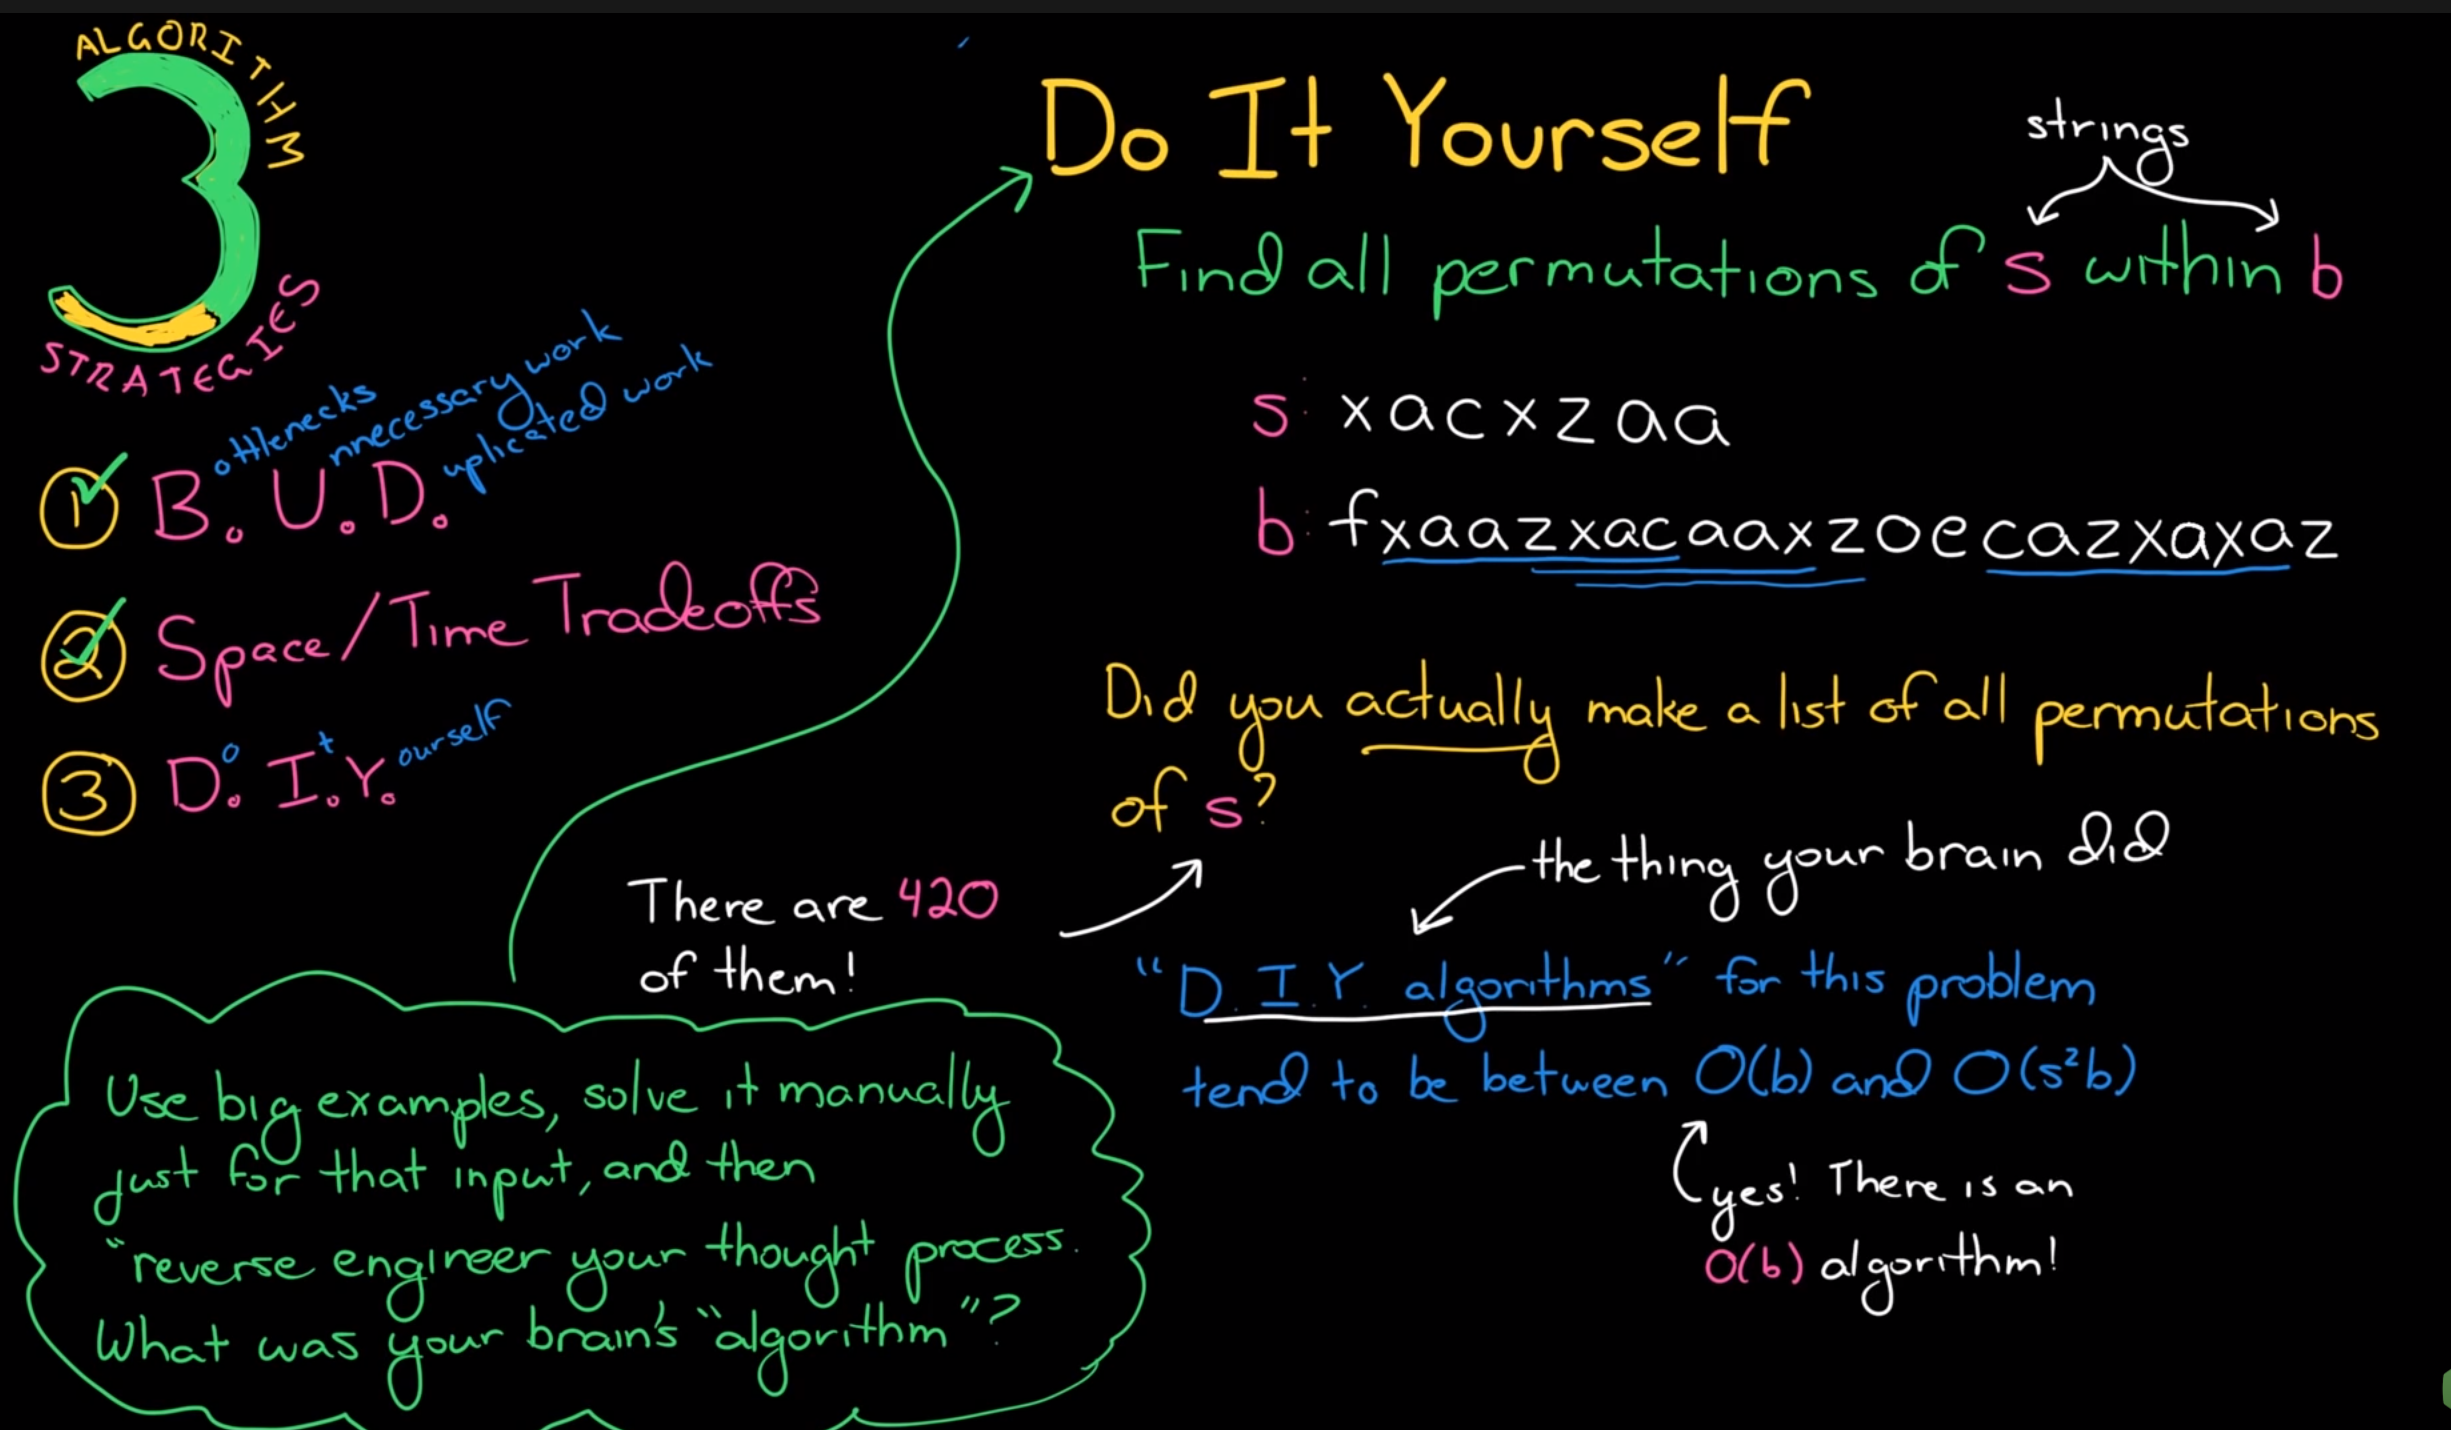 ALGORITHM
3
STRATEGIES
① B.ottlenecks U.nnecessary work D.uplicated work
② Space/Time Tradeoffs
③ D.o I.t Y.ourself
There are 420
of them!
Use big examples, solve it manually
just for that input, and then
"reverse engineer your thought process.
What was your brain's "algorithm"?
Do It Yourself
strings
Find all permutations of s within b
s: xacxzaa
b: fxaazxacaaxzoecazxaxaz
Did you actually make a list of all permutations
of s?
the thing your brain did
"D.I.Y. algorithms" for this problem
tend to be between O(b) and O(s²b)
yes! There is an
O(b) algorithm!